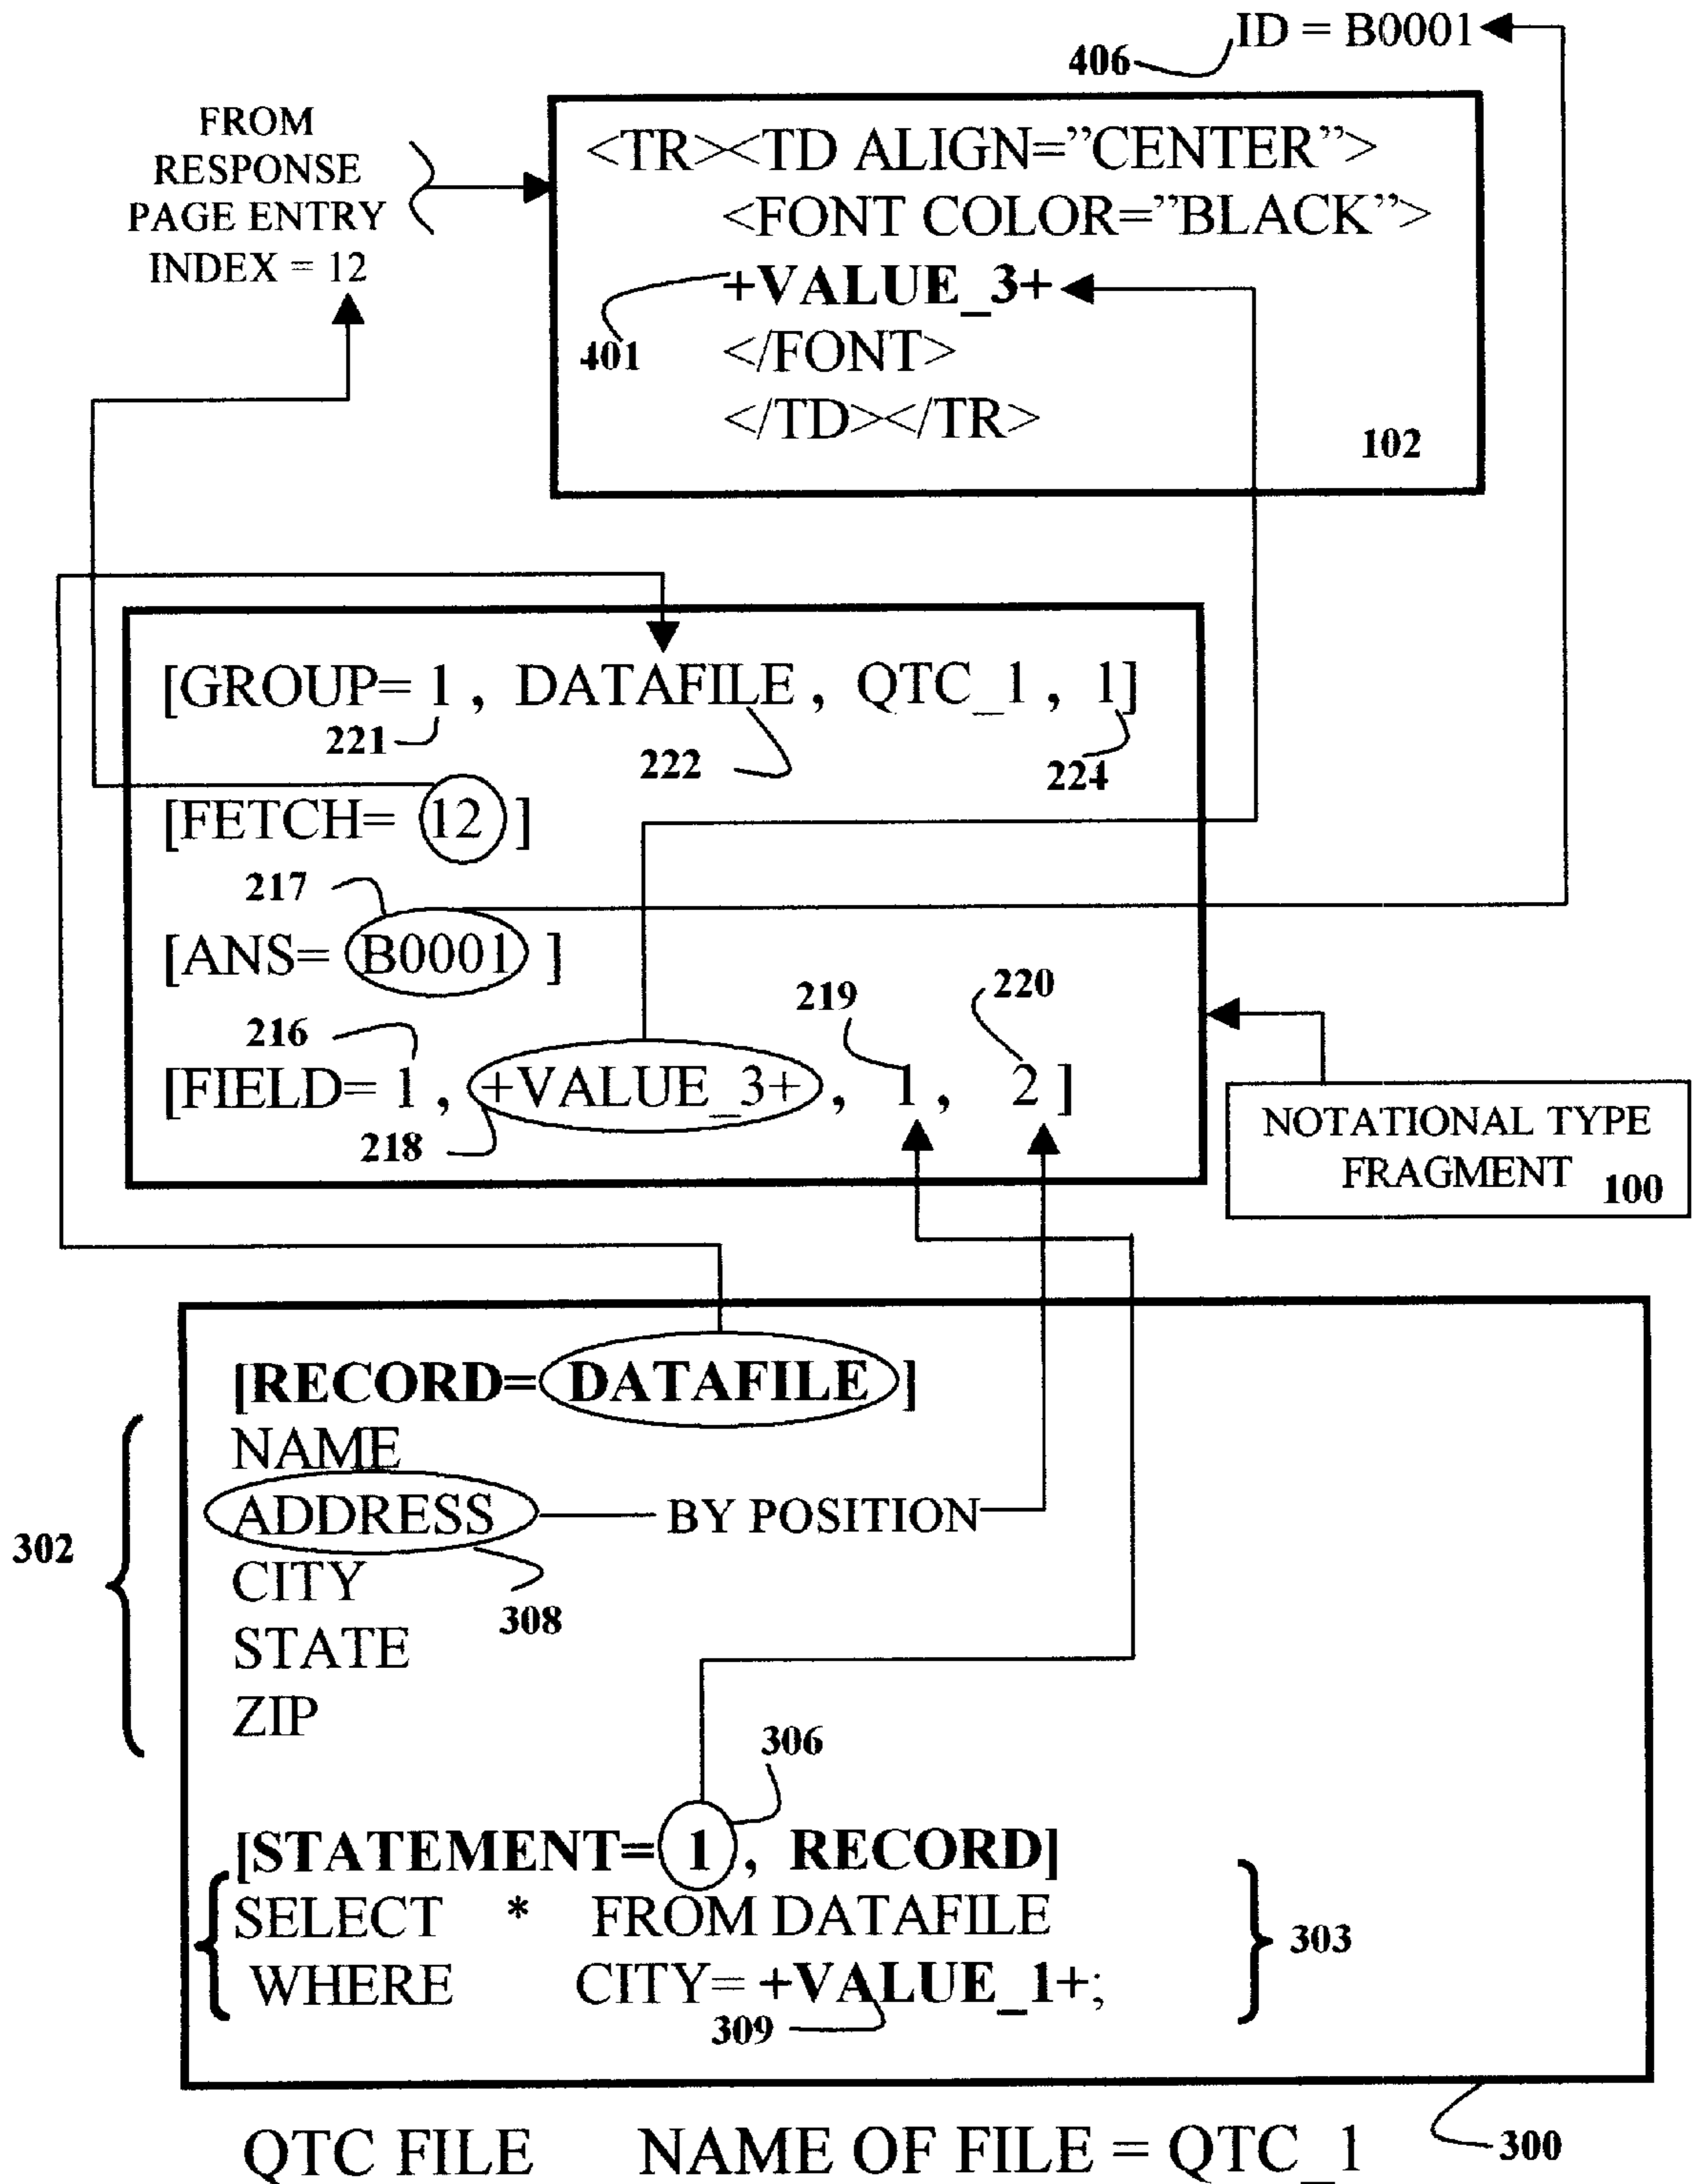 ID = B0001
406
FROM
RESPONSE
PAGE ENTRY
INDEX = 12
<TR><TD ALIGN=”CENTER”>
<FONT COLOR=”BLACK”>
+VALUE_3+
401
</FONT>
</TD></TR>
102
[GROUP= 1 , DATAFILE , QTC_1 , 1]
221
222
224
[FETCH= 12 ]
217
[ANS= B0001 ]
216
219
220
[FIELD= 1 , +VALUE_3+ , 1 , 2 ]
218
NOTATIONAL TYPE
FRAGMENT 100
[RECORD= DATAFILE ]
NAME
ADDRESS BY POSITION
302
CITY
308
STATE
ZIP
306
[STATEMENT= 1 , RECORD]
SELECT * FROM DATAFILE
303
WHERE CITY= +VALUE_1+;
309
300
QTC FILE NAME OF FILE = QTC_1